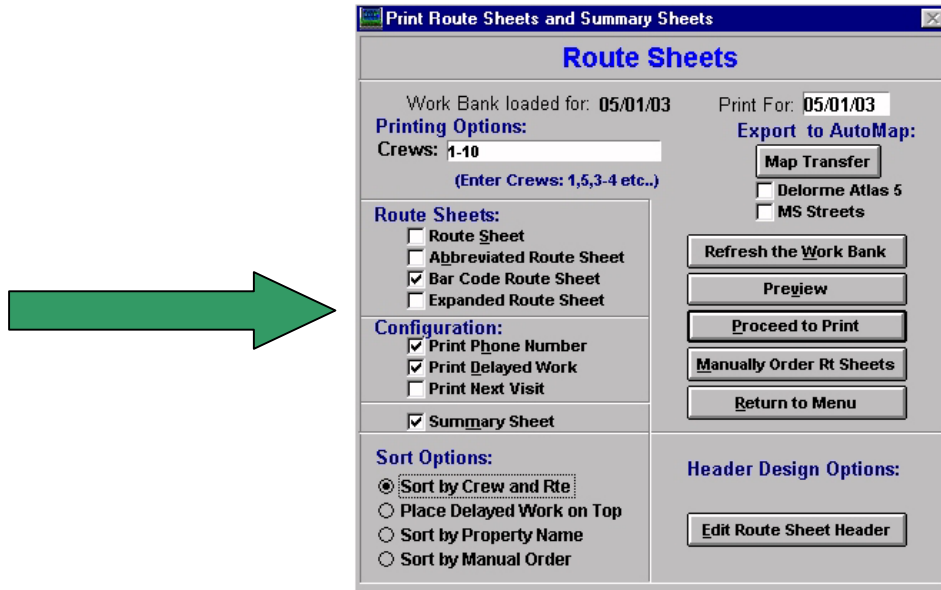 Print Route Sheets and Summary Sheets
Route Sheets
Work Bank loaded for: 05/01/03
Print For: 05/01/03
Printing Options:
Crews: 1-10
(Enter Crews: 1,5,3-4 etc..)
Export to AutoMap:
Map Transfer
Delorme Atlas 5
MS Streets
Route Sheets:
Route Sheet
Abbreviated Route Sheet
Bar Code Route Sheet
Expanded Route Sheet
Configuration:
Print Phone Number
Print Delayed Work
Print Next Visit
Summary Sheet
Refresh the Work Bank
Preview
Proceed to Print
Manually Order Rt Sheets
Return to Menu
Sort Options:
Sort by Crew and Rte
Place Delayed Work on Top
Sort by Property Name
Sort by Manual Order
Header Design Options:
Edit Route Sheet Header